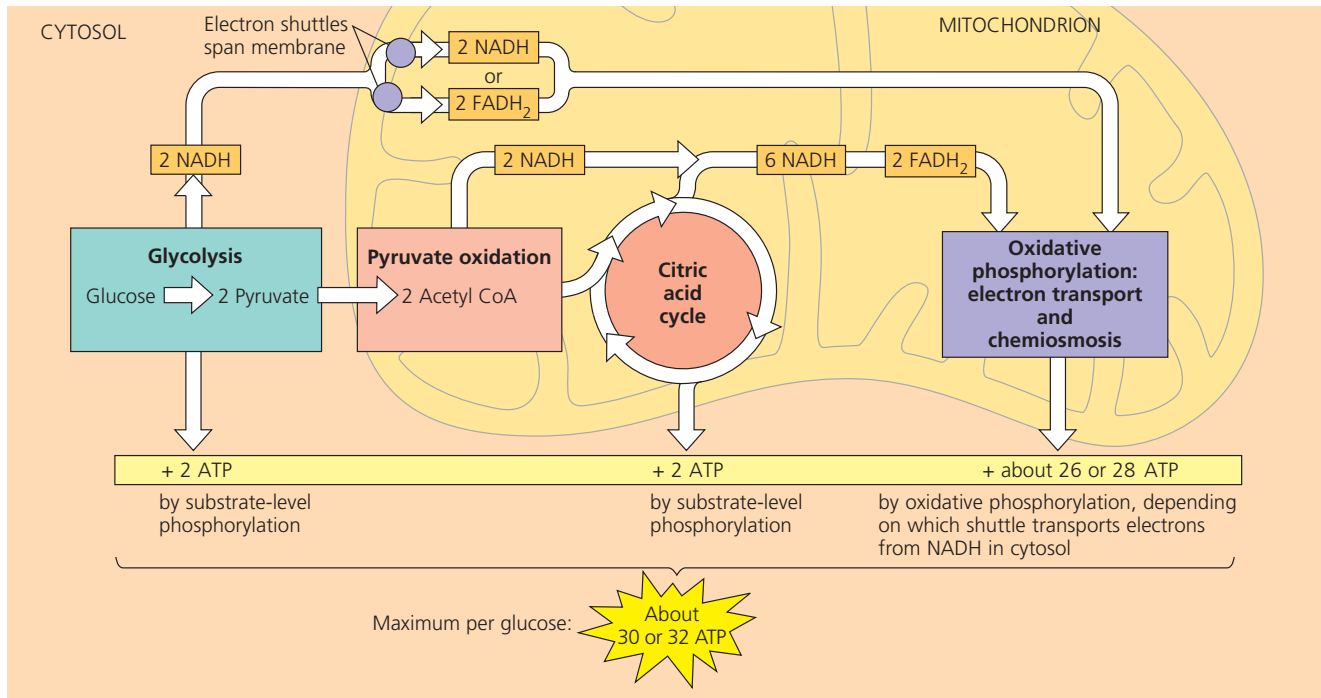 CYTOSOL
Electron shuttles
span membrane
MITOCHONDRION
2 NADH
or
2 FADH₂
2 NADH
2 NADH
6 NADH
2 FADH₂
Glycolysis
Glucose
2 Pyruvate
Pyruvate oxidation
2 Acetyl CoA
Citric
acid
cycle
Oxidative
phosphorylation:
electron transport
and
chemiosmosis
+ 2 ATP
+ 2 ATP
+ about 26 or 28 ATP
by substrate-level
phosphorylation
by substrate-level
phosphorylation
by oxidative phosphorylation, depending
on which shuttle transports electrons
from NADH in cytosol
Maximum per glucose:
About
30 or 32 ATP